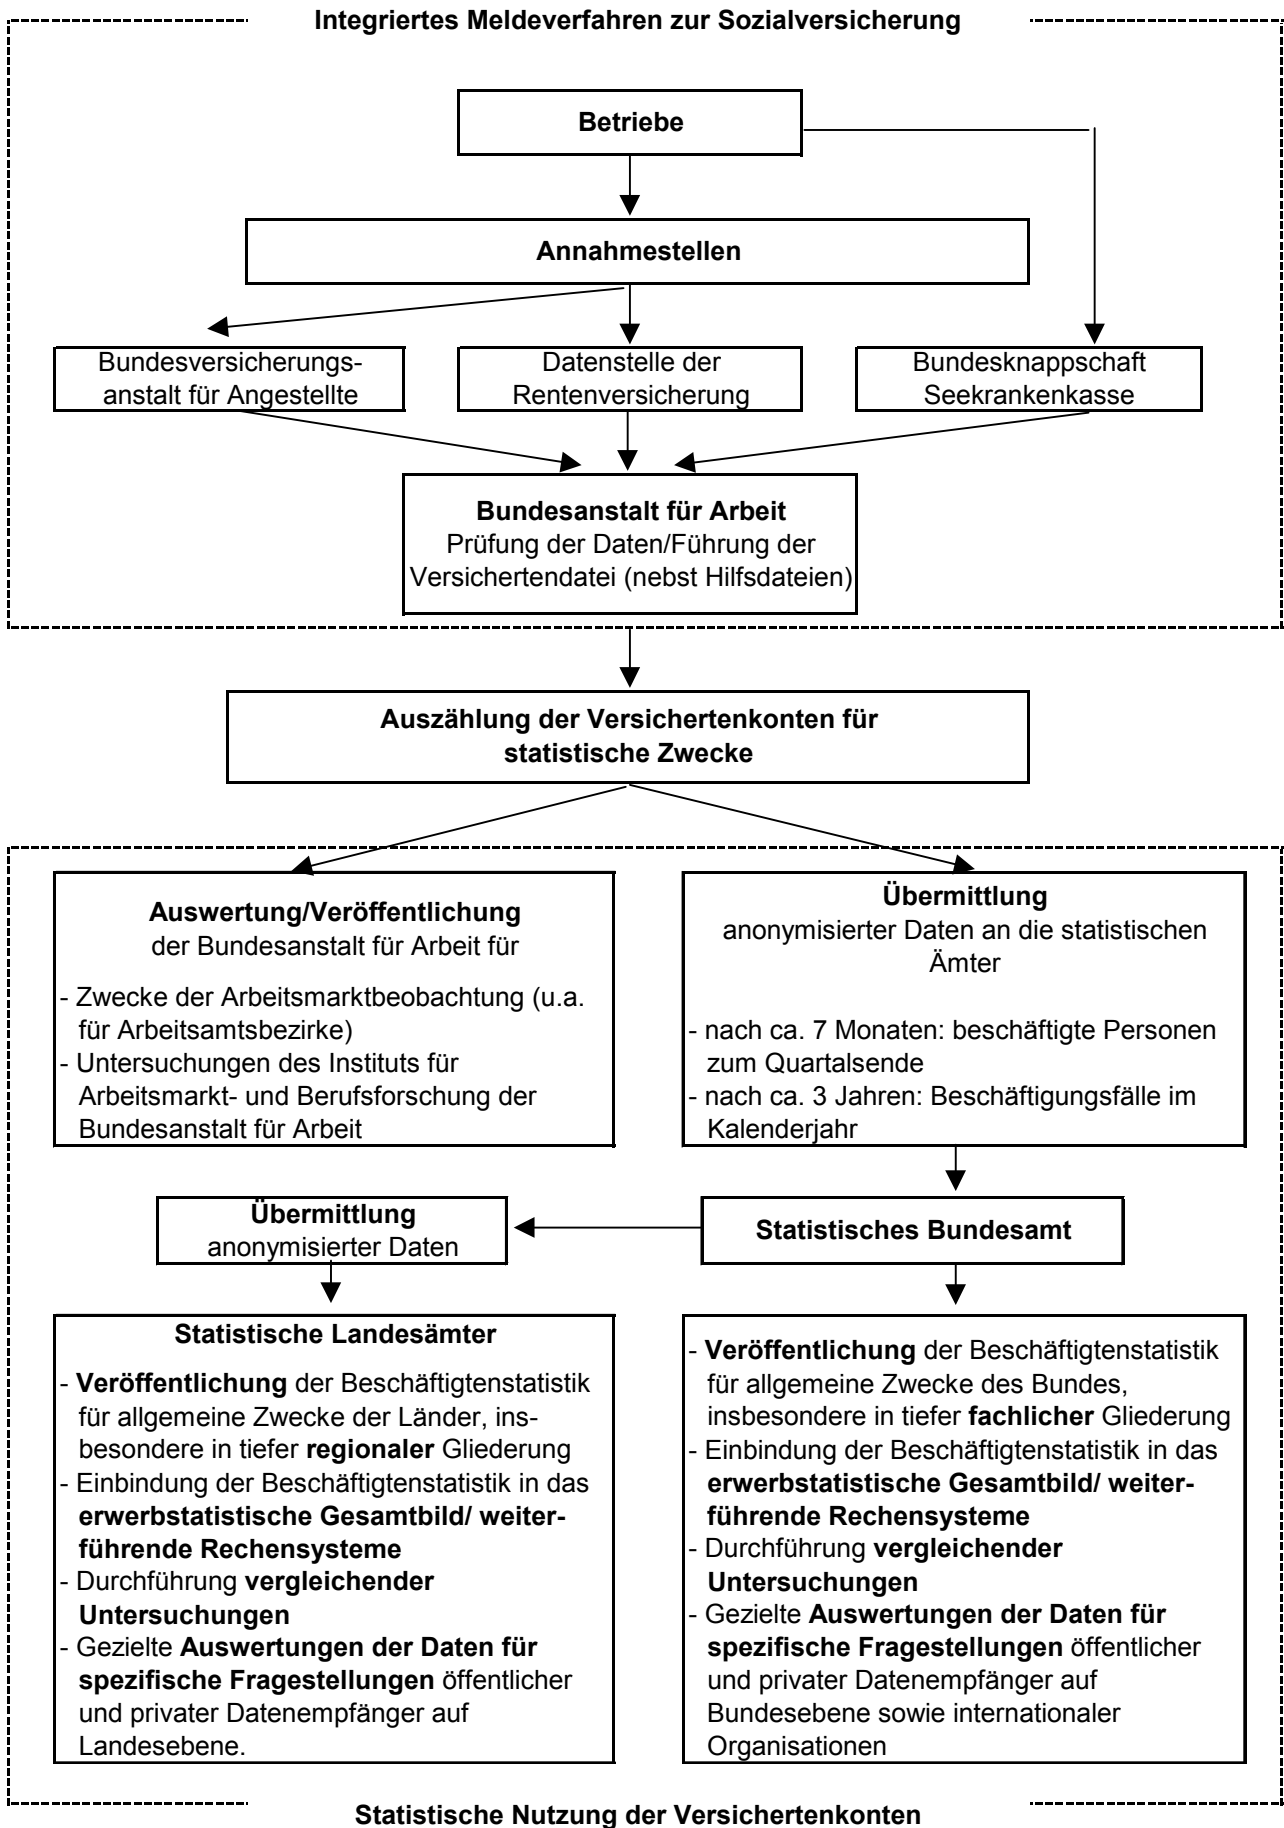 Integriertes Meldeverfahren zur Sozialversicherung
Betriebe
Annahmestellen
Bundesversicherungs-
anstalt für Angestellte
Datenstelle der
Rentenversicherung
Bundesknappschaft
Seekrankenkasse
Bundesanstalt für Arbeit
Prüfung der Daten/Führung der
Versichertendatei (nebst Hilfsdateien)
Auszählung der Versichertenkonten für
statistische Zwecke
Auswertung/Veröffentlichung
der Bundesanstalt für Arbeit für
- Zwecke der Arbeitsmarktbeobachtung (u.a.
für Arbeitsamtsbezirke)
- Untersuchungen des Instituts für
Arbeitsmarkt- und Berufsforschung der
Bundesanstalt für Arbeit
Übermittlung
anonymisierter Daten an die statistischen
Ämter
- nach ca. 7 Monaten: beschäftigte Personen
zum Quartalsende
- nach ca. 3 Jahren: Beschäftigungsfälle im
Kalenderjahr
Übermittlung
anonymisierter Daten
Statistisches Bundesamt
Statistische Landesämter
- Veröffentlichung der Beschäftigtenstatistik
für allgemeine Zwecke der Länder, ins-
besondere in tiefer regionaler Gliederung
- Einbindung der Beschäftigtenstatistik in das
erwerbstatistische Gesamtbild/ weiter-
führende Rechensysteme
- Durchführung vergleichender
Untersuchungen
- Gezielte Auswertungen der Daten für
spezifische Fragestellungen öffentlicher
und privater Datenempfänger auf
Landesebene.
- Veröffentlichung der Beschäftigtenstatistik
für allgemeine Zwecke des Bundes,
insbesondere in tiefer fachlicher Gliederung
- Einbindung der Beschäftigtenstatistik in das
erwerbstatistische Gesamtbild/ weiter-
führende Rechensysteme
- Durchführung vergleichender
Untersuchungen
- Gezielte Auswertungen der Daten für
spezifische Fragestellungen öffentlicher
und privater Datenempfänger auf
Bundesebene sowie internationaler
Organisationen
Statistische Nutzung der Versichertenkonten